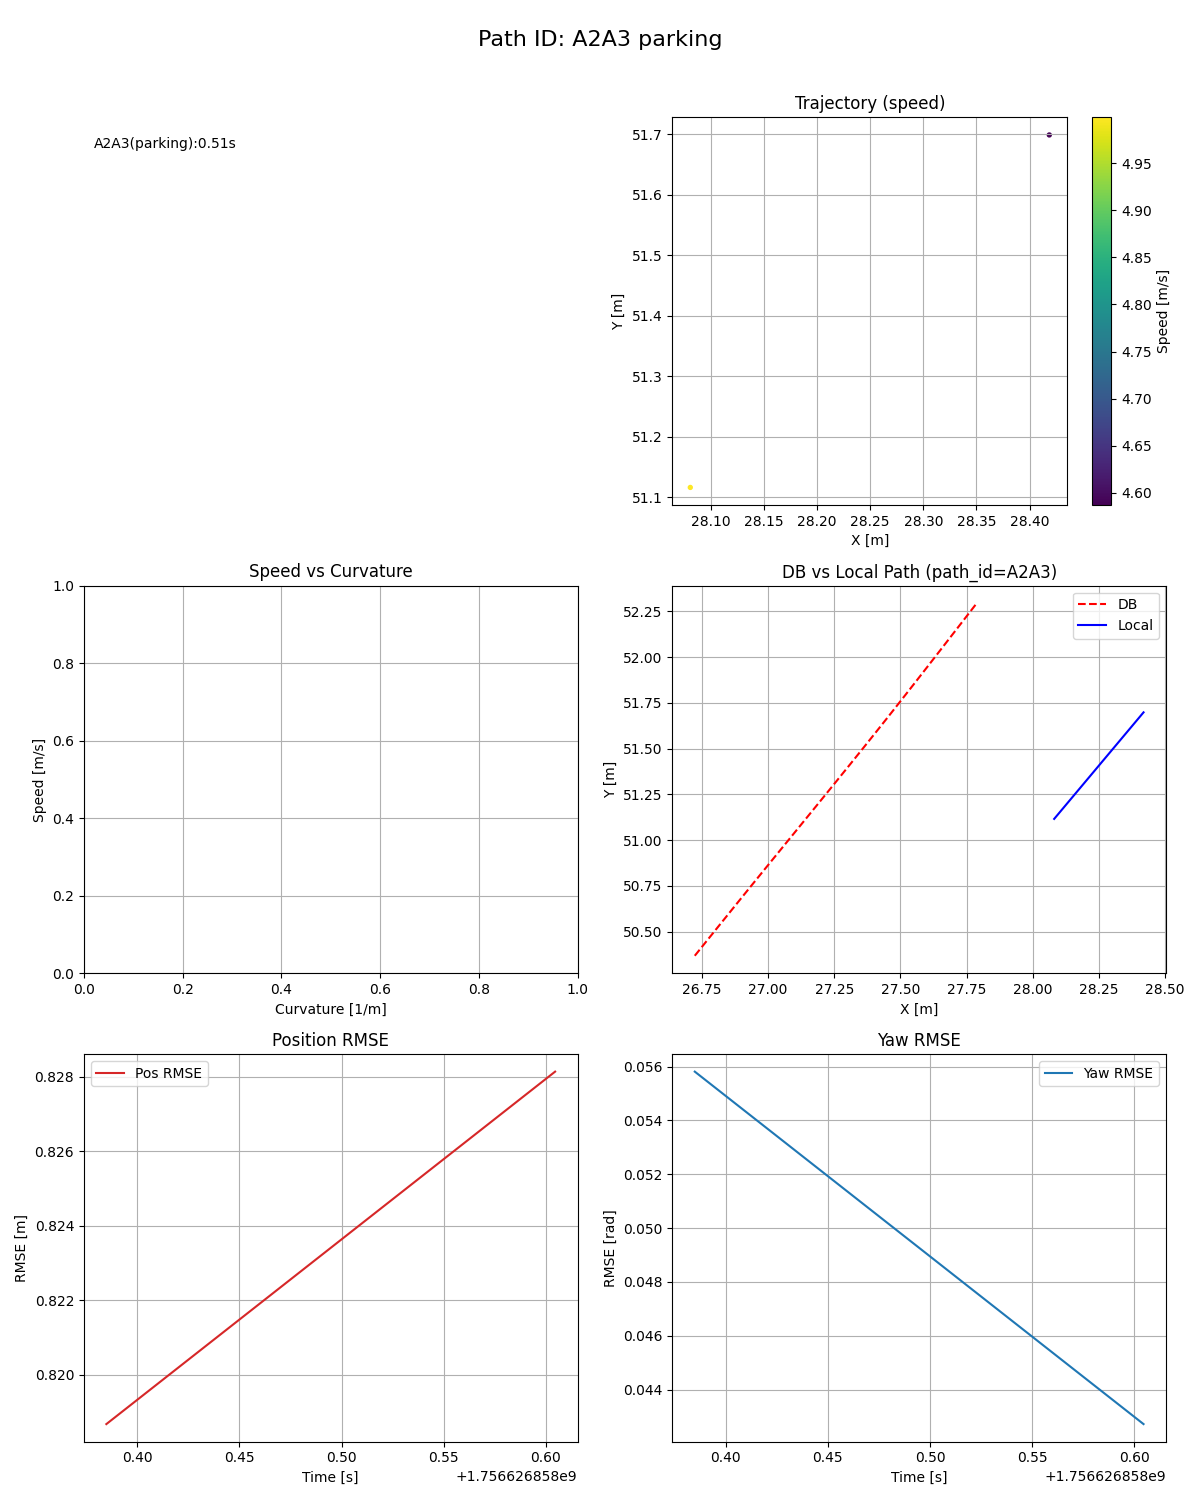 Path ID: A2A3 parking
A2A3(parking):0.51s
Trajectory (speed)
51.7
51.6
51.5
51.4
51.3
51.2
51.1
Y [m]
28.10 28.15 28.20 28.25 28.30 28.35 28.40
X [m]
4.95
4.90
4.85
4.80
4.75
4.70
4.65
4.60
Speed [m/s]
Speed vs Curvature
1.0
0.8
0.6
0.4
0.2
0.0
Speed [m/s]
0.0 0.2 0.4 0.6 0.8 1.0
Curvature [1/m]
DB vs Local Path (path_id=A2A3)
DB
Local
52.25
52.00
51.75
51.50
51.25
51.00
50.75
50.50
Y [m]
26.75 27.00 27.25 27.50 27.75 28.00 28.25 28.50
X [m]
Position RMSE
Pos RMSE
0.828
0.826
0.824
0.822
0.820
RMSE [m]
0.40 0.45 0.50 0.55 0.60
Time [s]
+1.756626858e9
Yaw RMSE
Yaw RMSE
0.056
0.054
0.052
0.050
0.048
0.046
0.044
RMSE [rad]
0.40 0.45 0.50 0.55 0.60
Time [s]
+1.756626858e9